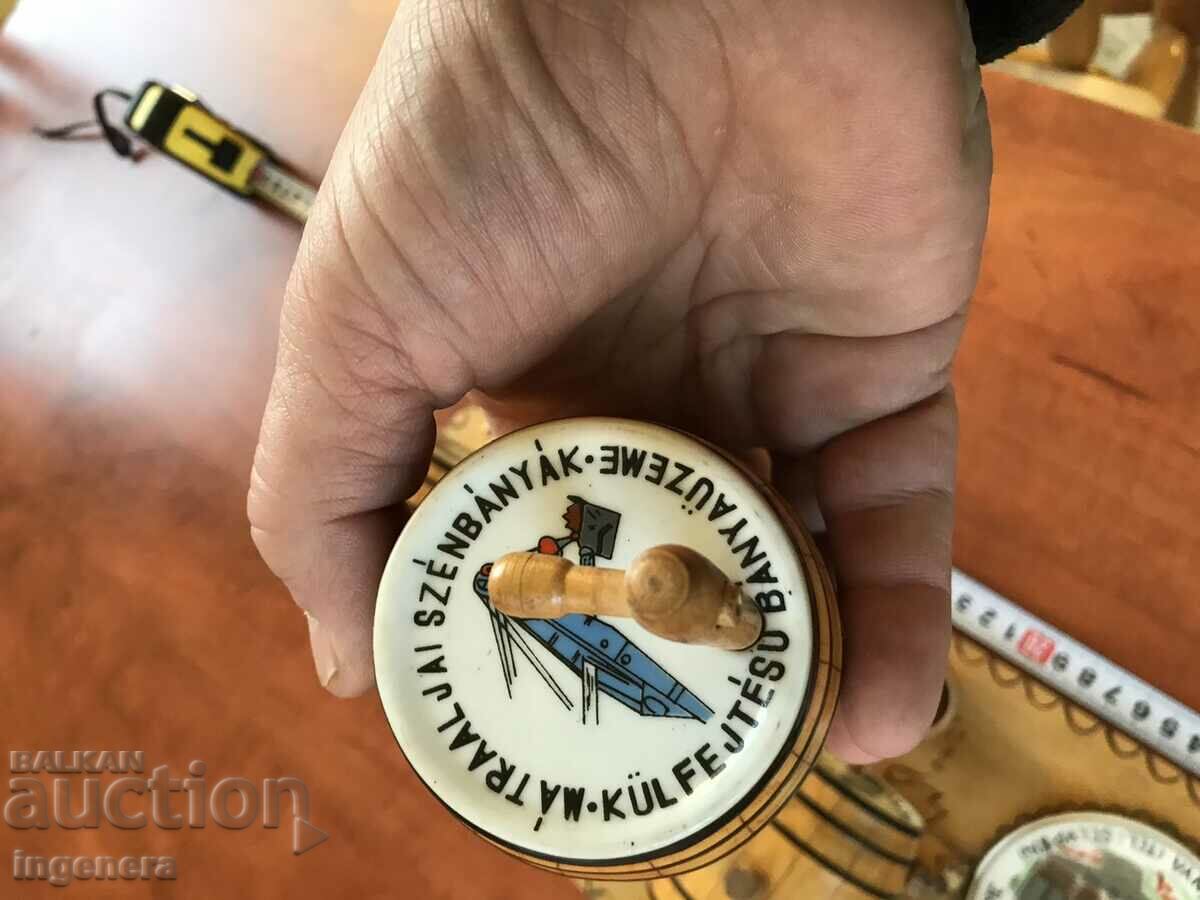 MÁTRAALJAI SZÉNBÁNYÁK · KÜLFEJTÉSŰ BÁNYAÜZEME ·
BALKAN
auction
ingenera